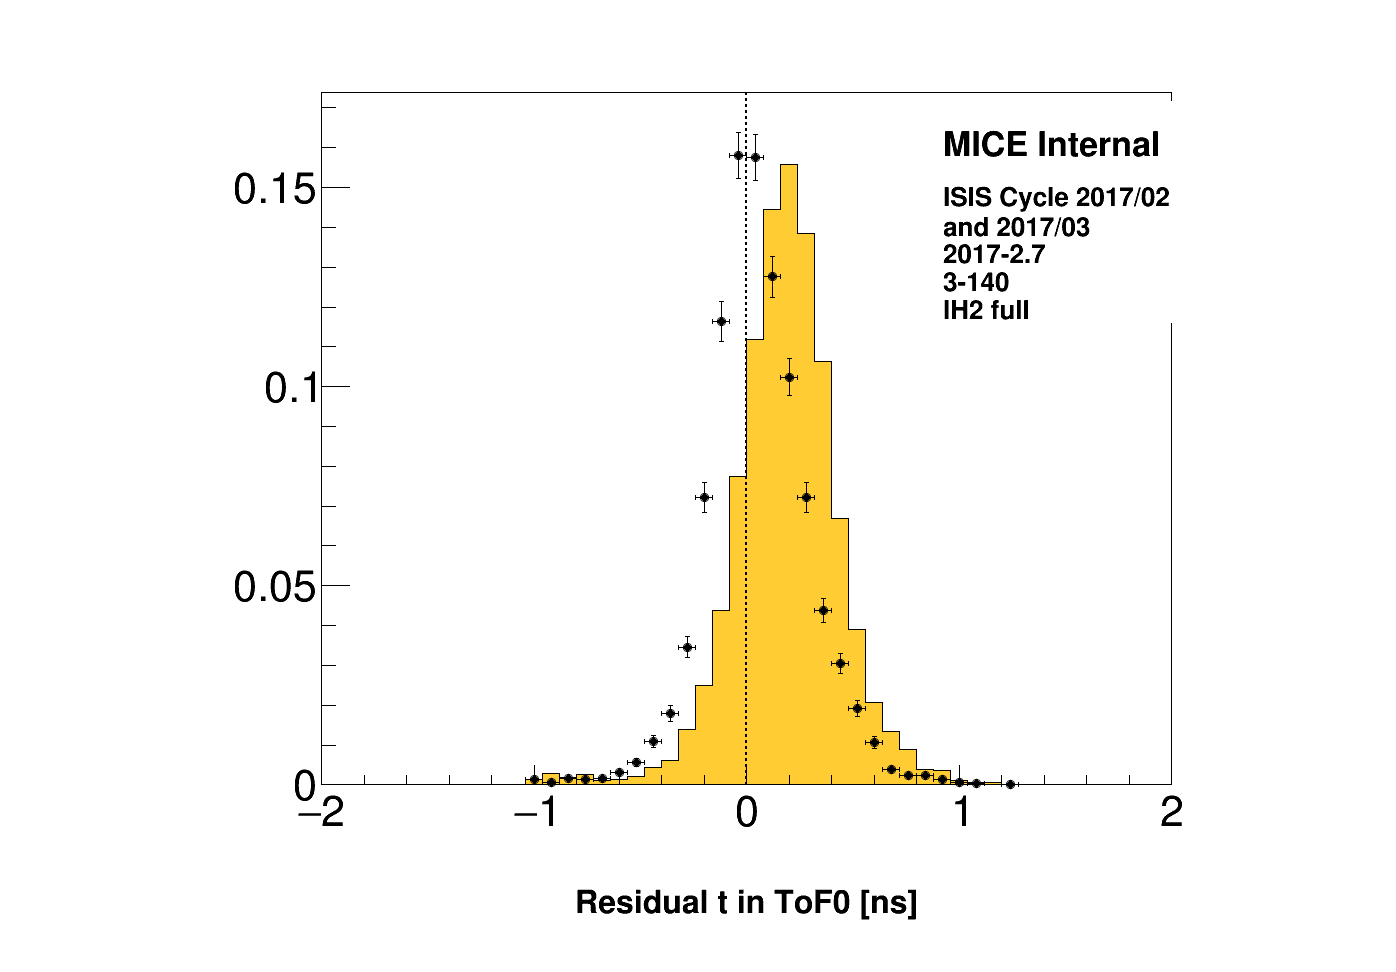 MICE Internal
ISIS Cycle 2017/02
and 2017/03
2017-2.7
3-140
IH2 full
0.15
0.1
0.05
0
−2 −1 0 1 2
Residual t in ToF0 [ns]